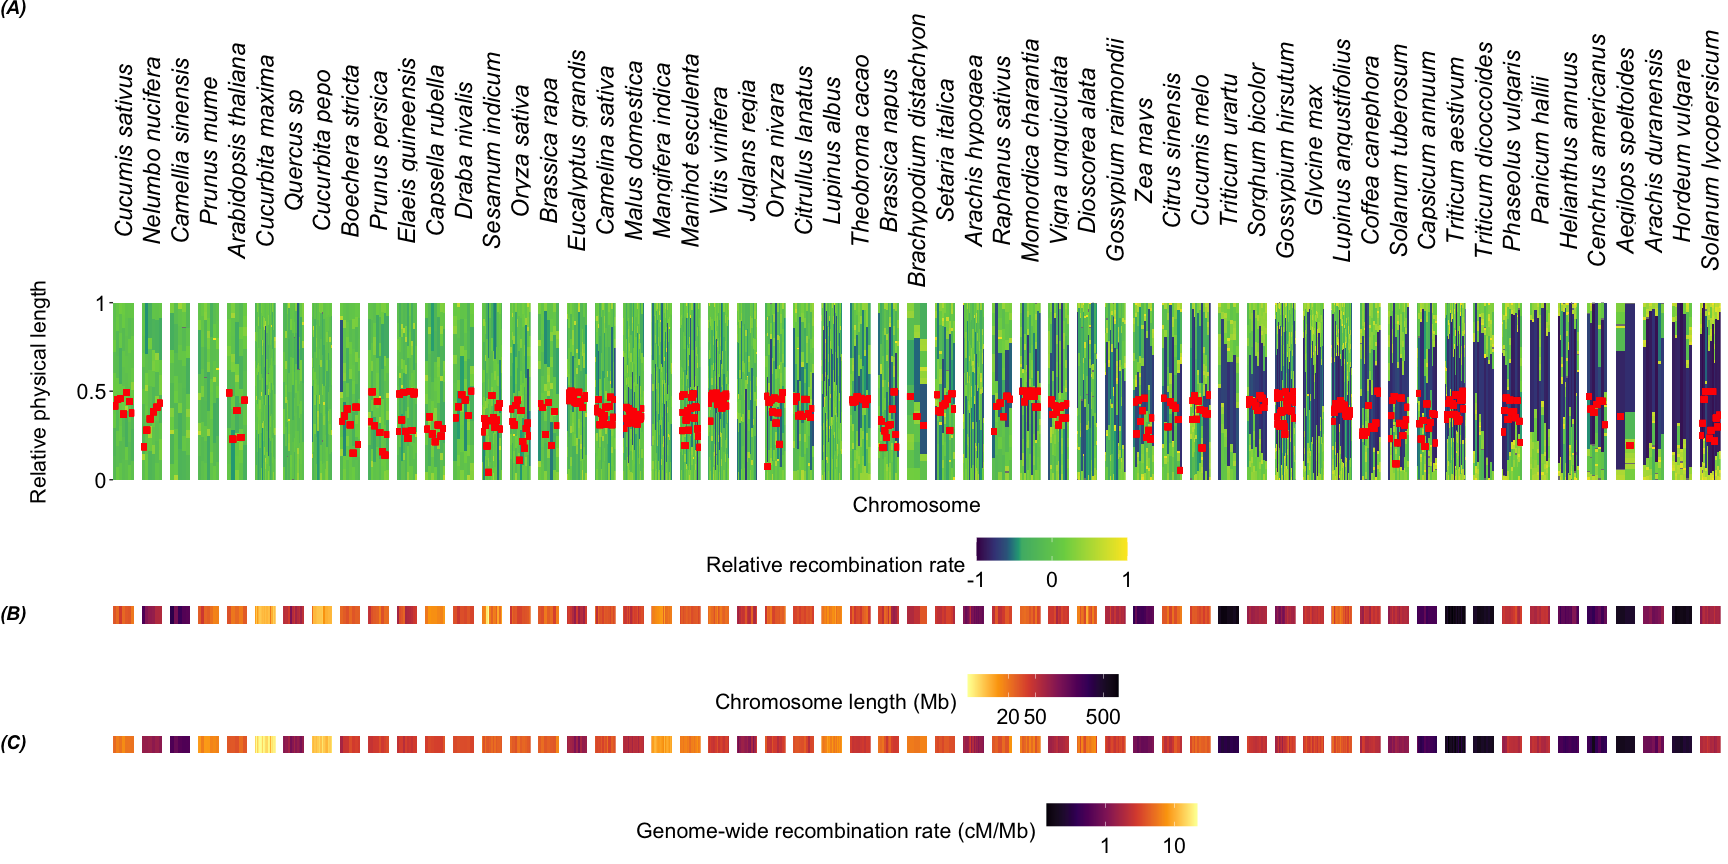 (A)
Cucumis sativus
Nelumbo nucifera
Camellia sinensis
Prunus mume
Arabidopsis thaliana
Cucurbita maxima
Quercus sp
Cucurbita pepo
Boechera stricta
Prunus persica
Elaeis guineensis
Capsella rubella
Draba nivalis
Sesamum indicum
Oryza sativa
Brassica rapa
Eucalyptus grandis
Camelina sativa
Malus domestica
Mangifera indica
Manihot esculenta
Vitis vinifera
Juglans regia
Oryza nivara
Citrullus lanatus
Lupinus albus
Theobroma cacao
Brassica napus
Brachypodium distachyon
Setaria italica
Arachis hypogaea
Raphanus sativus
Momordica charantia
Vigna unguiculata
Dioscorea alata
Gossypium raimondii
Zea mays
Citrus sinensis
Cucumis melo
Triticum urartu
Sorghum bicolor
Gossypium hirsutum
Glycine max
Lupinus angustifolius
Coffea canephora
Solanum tuberosum
Capsicum annuum
Triticum aestivum
Triticum dicoccoides
Phaseolus vulgaris
Panicum hallii
Helianthus annuus
Cenchrus americanus
Aegilops speltoides
Arachis duranensis
Hordeum vulgare
Solanum lycopersicum
Relative physical length
1
0.5
0
Chromosome
Relative recombination rate
-1 0 1
(B)
Chromosome length (Mb)
20 50 500
(C)
Genome-wide recombination rate (cM/Mb)
1 10